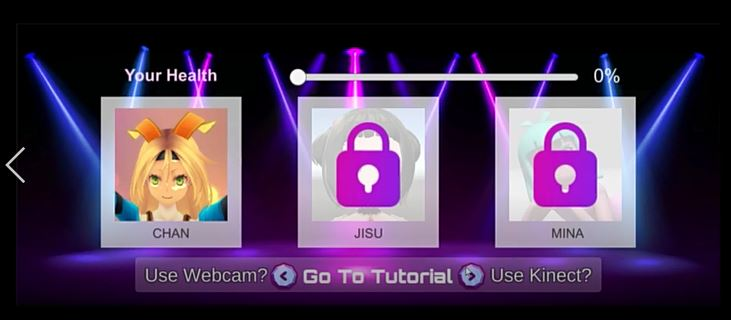 Your Health 0%
CHAN JISU MINA
Use Webcam? Go To Tutorial Use Kinect?